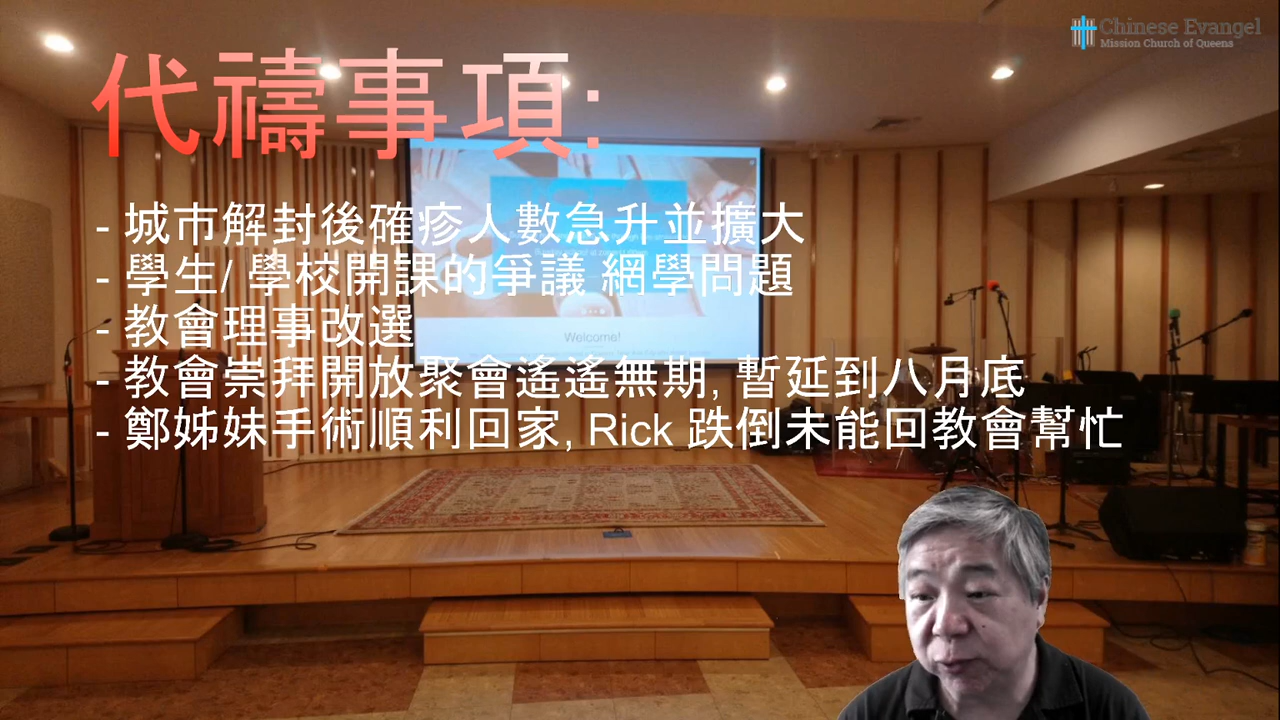 Chinese Evangel
Mission Church of Queens
代禱事項:
- 城市解封後確疹人數急升並擴大
- 學生/ 學校開課的爭議 網學問題
- 教會理事改選
- 教會崇拜開放聚會遙遙無期, 暫延到八月底
- 鄭姊妹手術順利回家, Rick 跌倒未能回教會幫忙
Welcome!